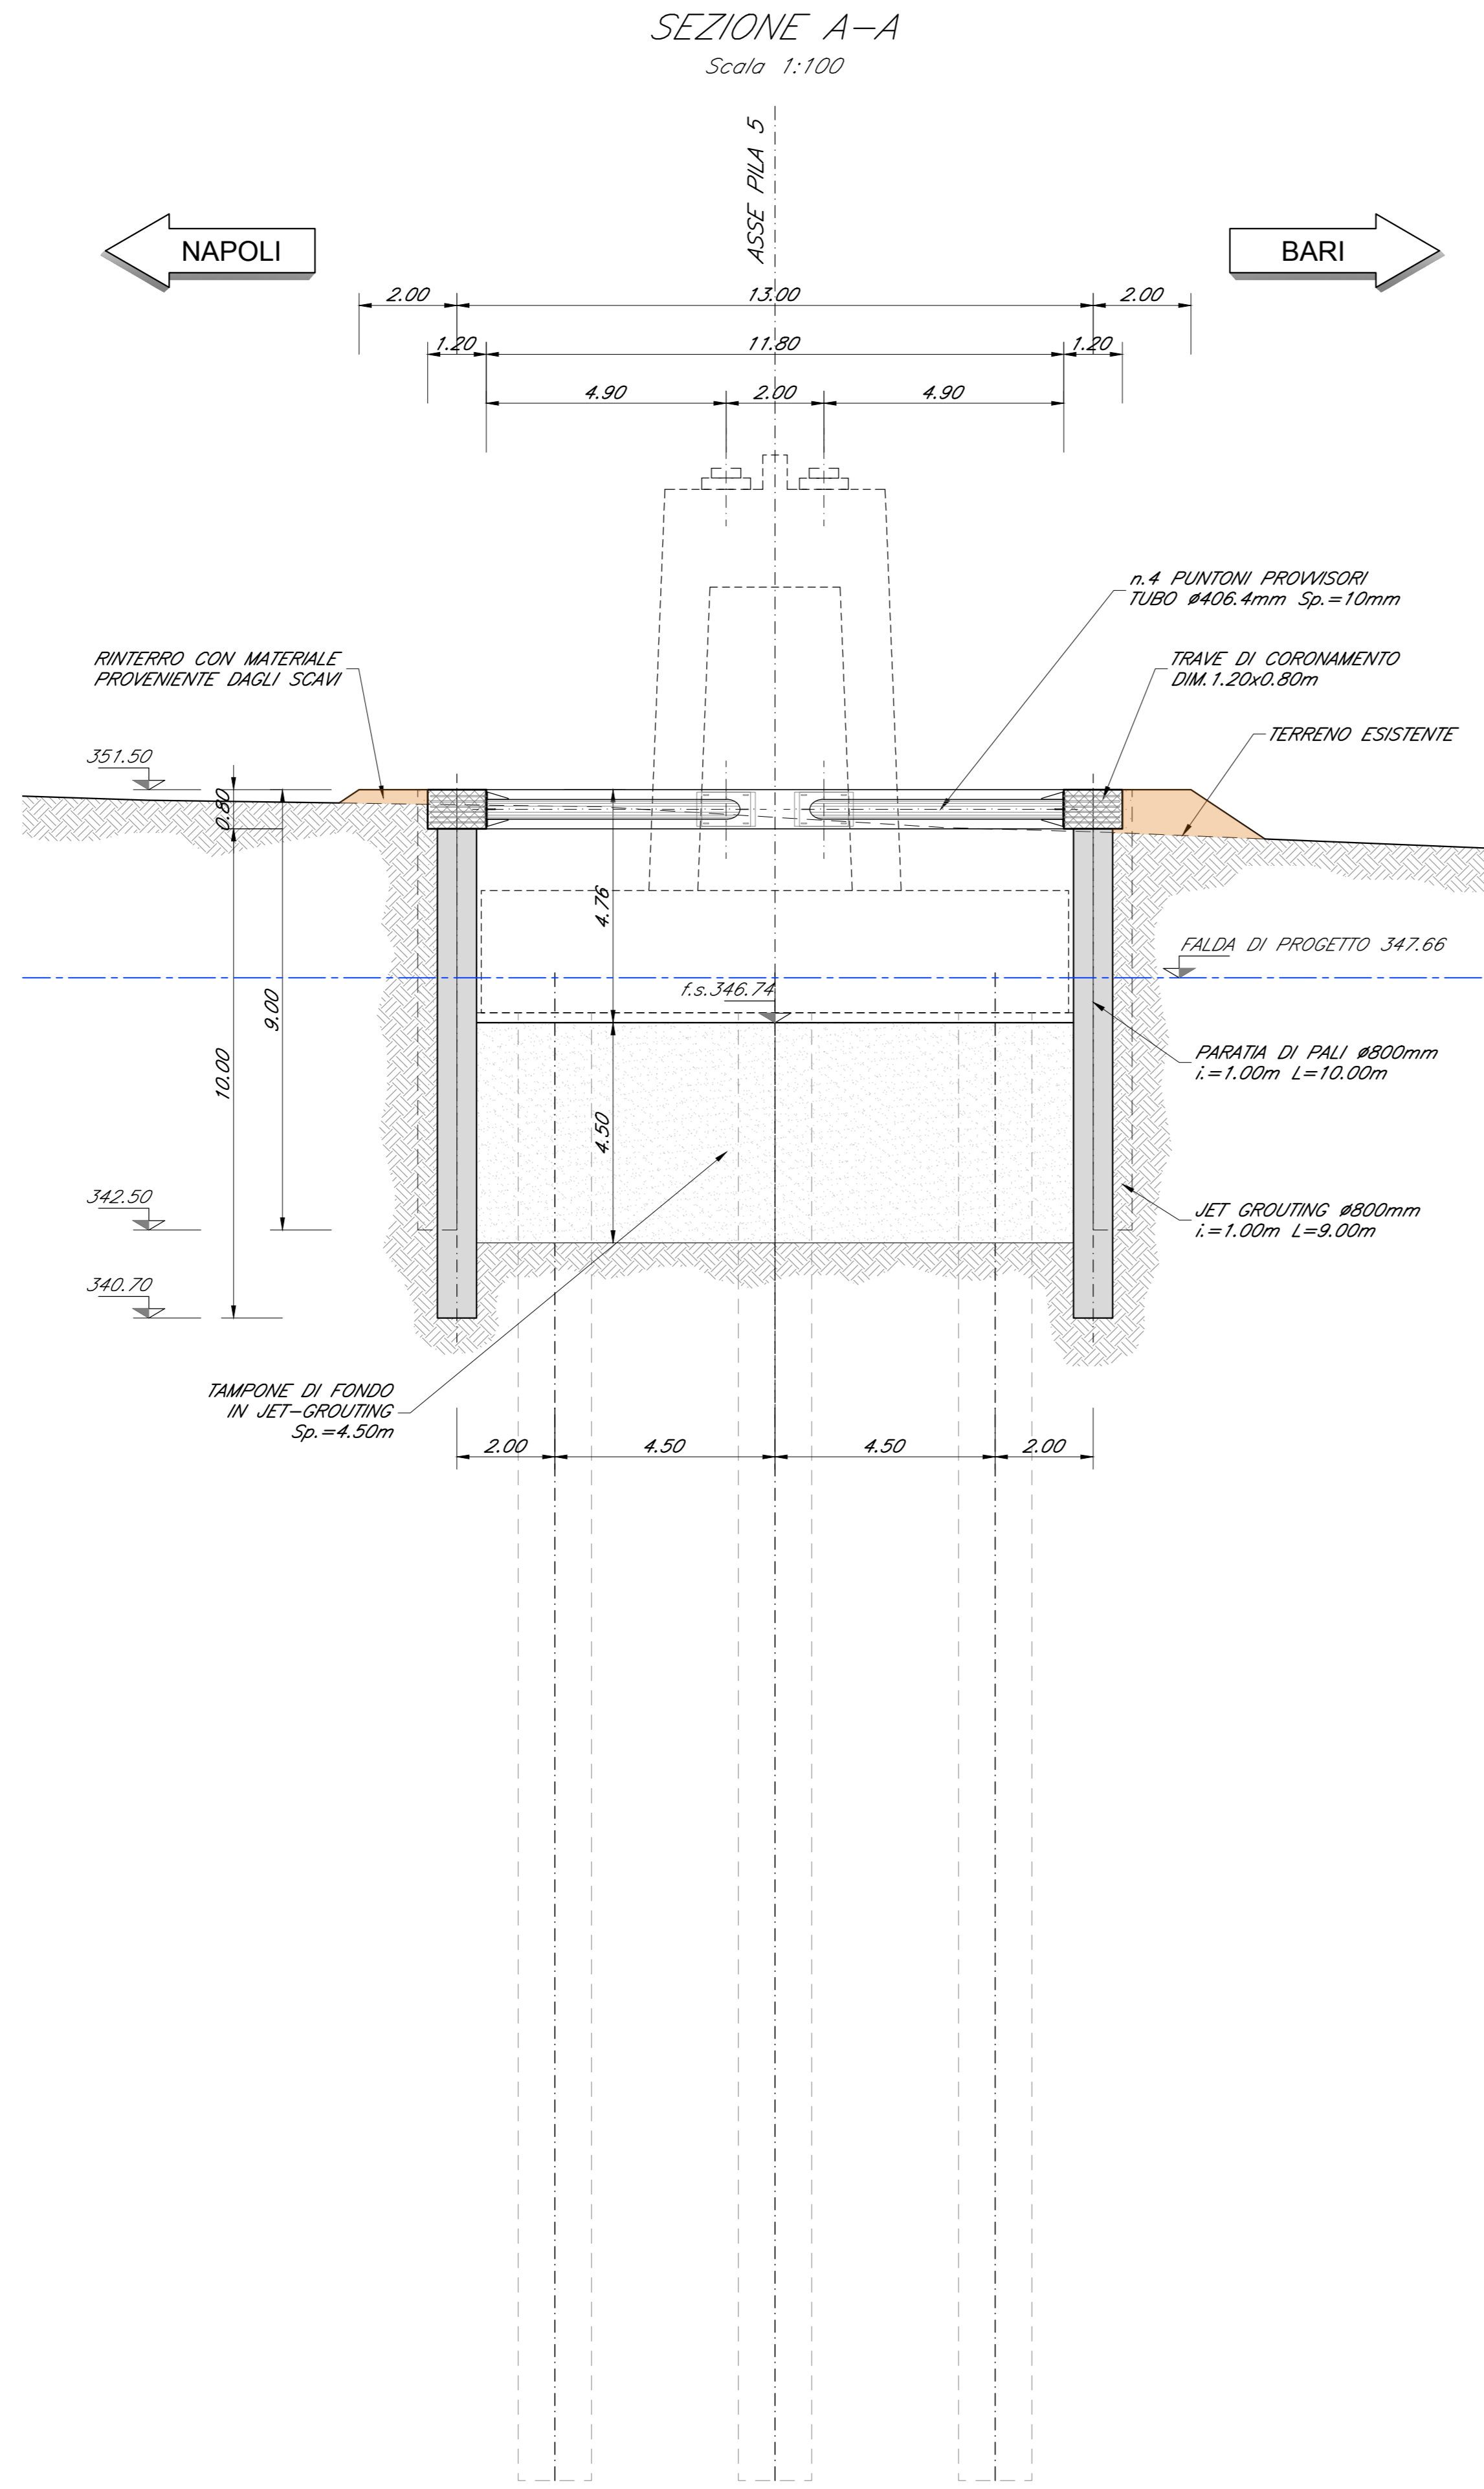 SEZIONE A-A
Scala 1:100
ASSE PILA 5
NAPOLI
BARI
2.00
13.00
2.00
1.20
11.80
1.20
4.90
2.00
4.90
n.4 PUNTONI PROVVISORI
TUBO ø406.4mm Sp.=10mm
RINTERRO CON MATERIALE
PROVENIENTE DAGLI SCAVI
TRAVE DI CORONAMENTO
DIM.1.20x0.80m
TERRENO ESISTENTE
351.50
0.80
4.76
FALDA DI PROGETTO 347.66
f.s.346.74
9.00
10.00
PARATIA DI PALI ø800mm
i.=1.00m L=10.00m
4.50
342.50
JET GROUTING ø800mm
i.=1.00m L=9.00m
340.70
TAMPONE DI FONDO
IN JET-GROUTING
Sp.=4.50m
2.00
4.50
4.50
2.00